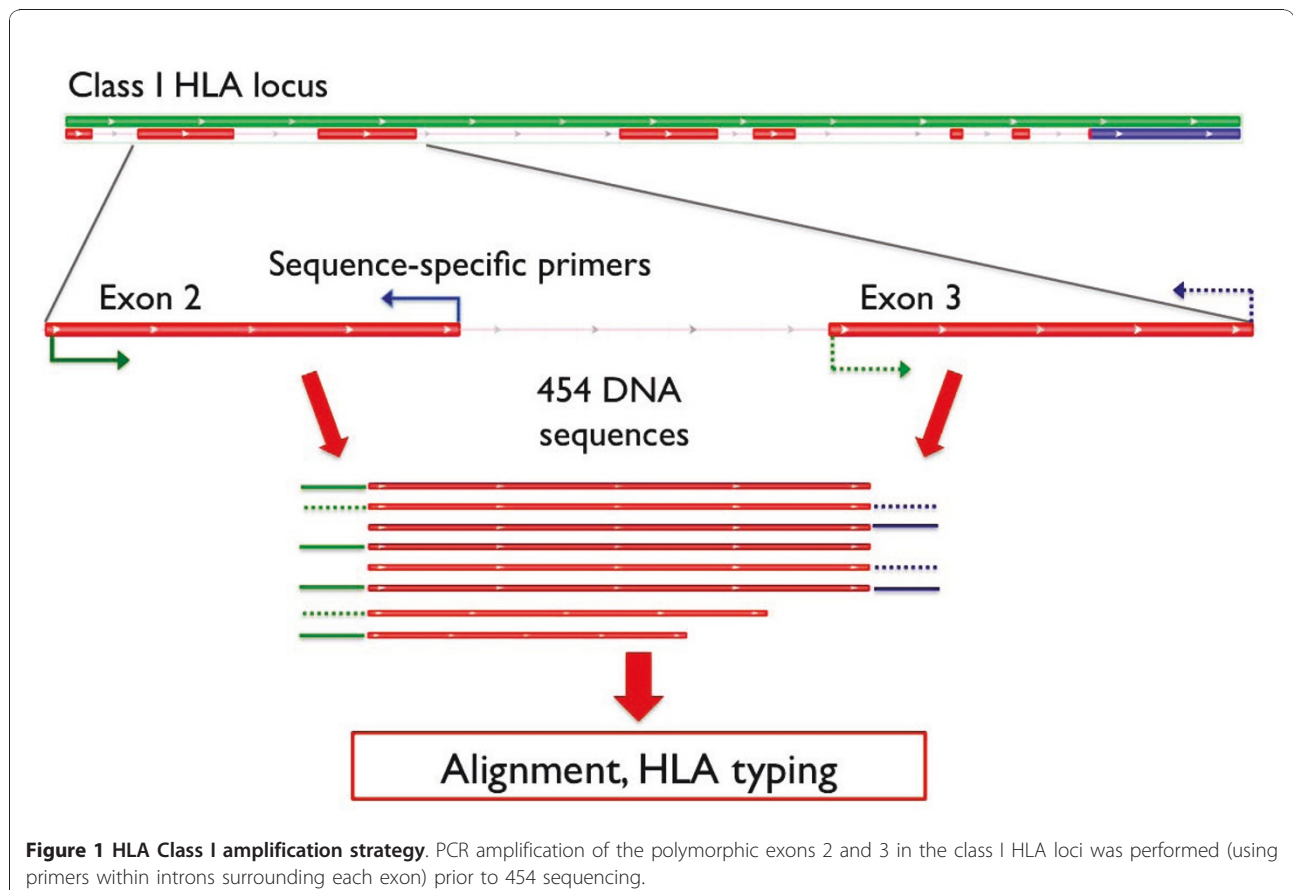 Class I HLA locus
Sequence-specific primers
Exon 2
Exon 3
454 DNA
sequences
Alignment, HLA typing
Figure 1 HLA Class I amplification strategy. PCR amplification of the polymorphic exons 2 and 3 in the class I HLA loci was performed (using
primers within introns surrounding each exon) prior to 454 sequencing.